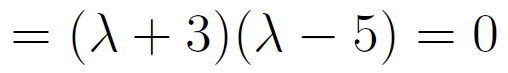 = (λ + 3)(λ − 5) = 0